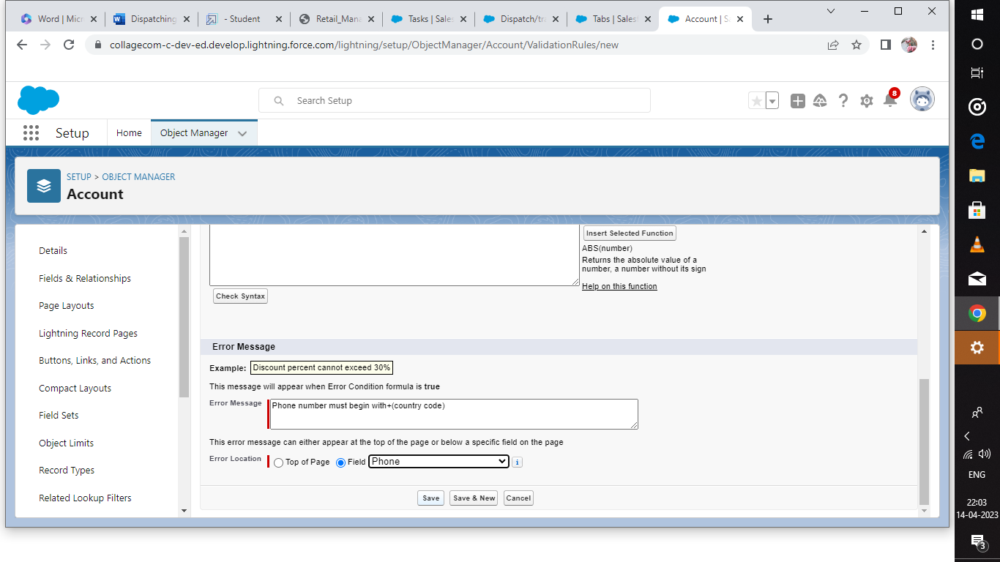 Word | Micr
Dispatching
- Student
Retail_Mana
Tasks | Sales
Dispatch/tra
Tabs | Sales
Account | S
collagecom-c-dev-ed.develop.lightning.force.com/lightning/setup/ObjectManager/Account/ValidationRules/new
Search Setup
8
Setup
Home
Object Manager
SETUP > OBJECT MANAGER
Account
Details
Fields & Relationships
Page Layouts
Lightning Record Pages
Buttons, Links, and Actions
Compact Layouts
Field Sets
Object Limits
Record Types
Related Lookup Filters
Insert Selected Function
ABS(number)
Returns the absolute value of a
number, a number without its sign
Help on this function
Check Syntax
Error Message
Example: Discount percent cannot exceed 30%
This message will appear when Error Condition formula is true
Error Message
Phone number must begin with+(country code)
This error message can either appear at the top of the page or below a specific field on the page
Error Location
Top of Page
Field
Phone
i
Save
Save & New
Cancel
ENG
22:03
14-04-2023
3